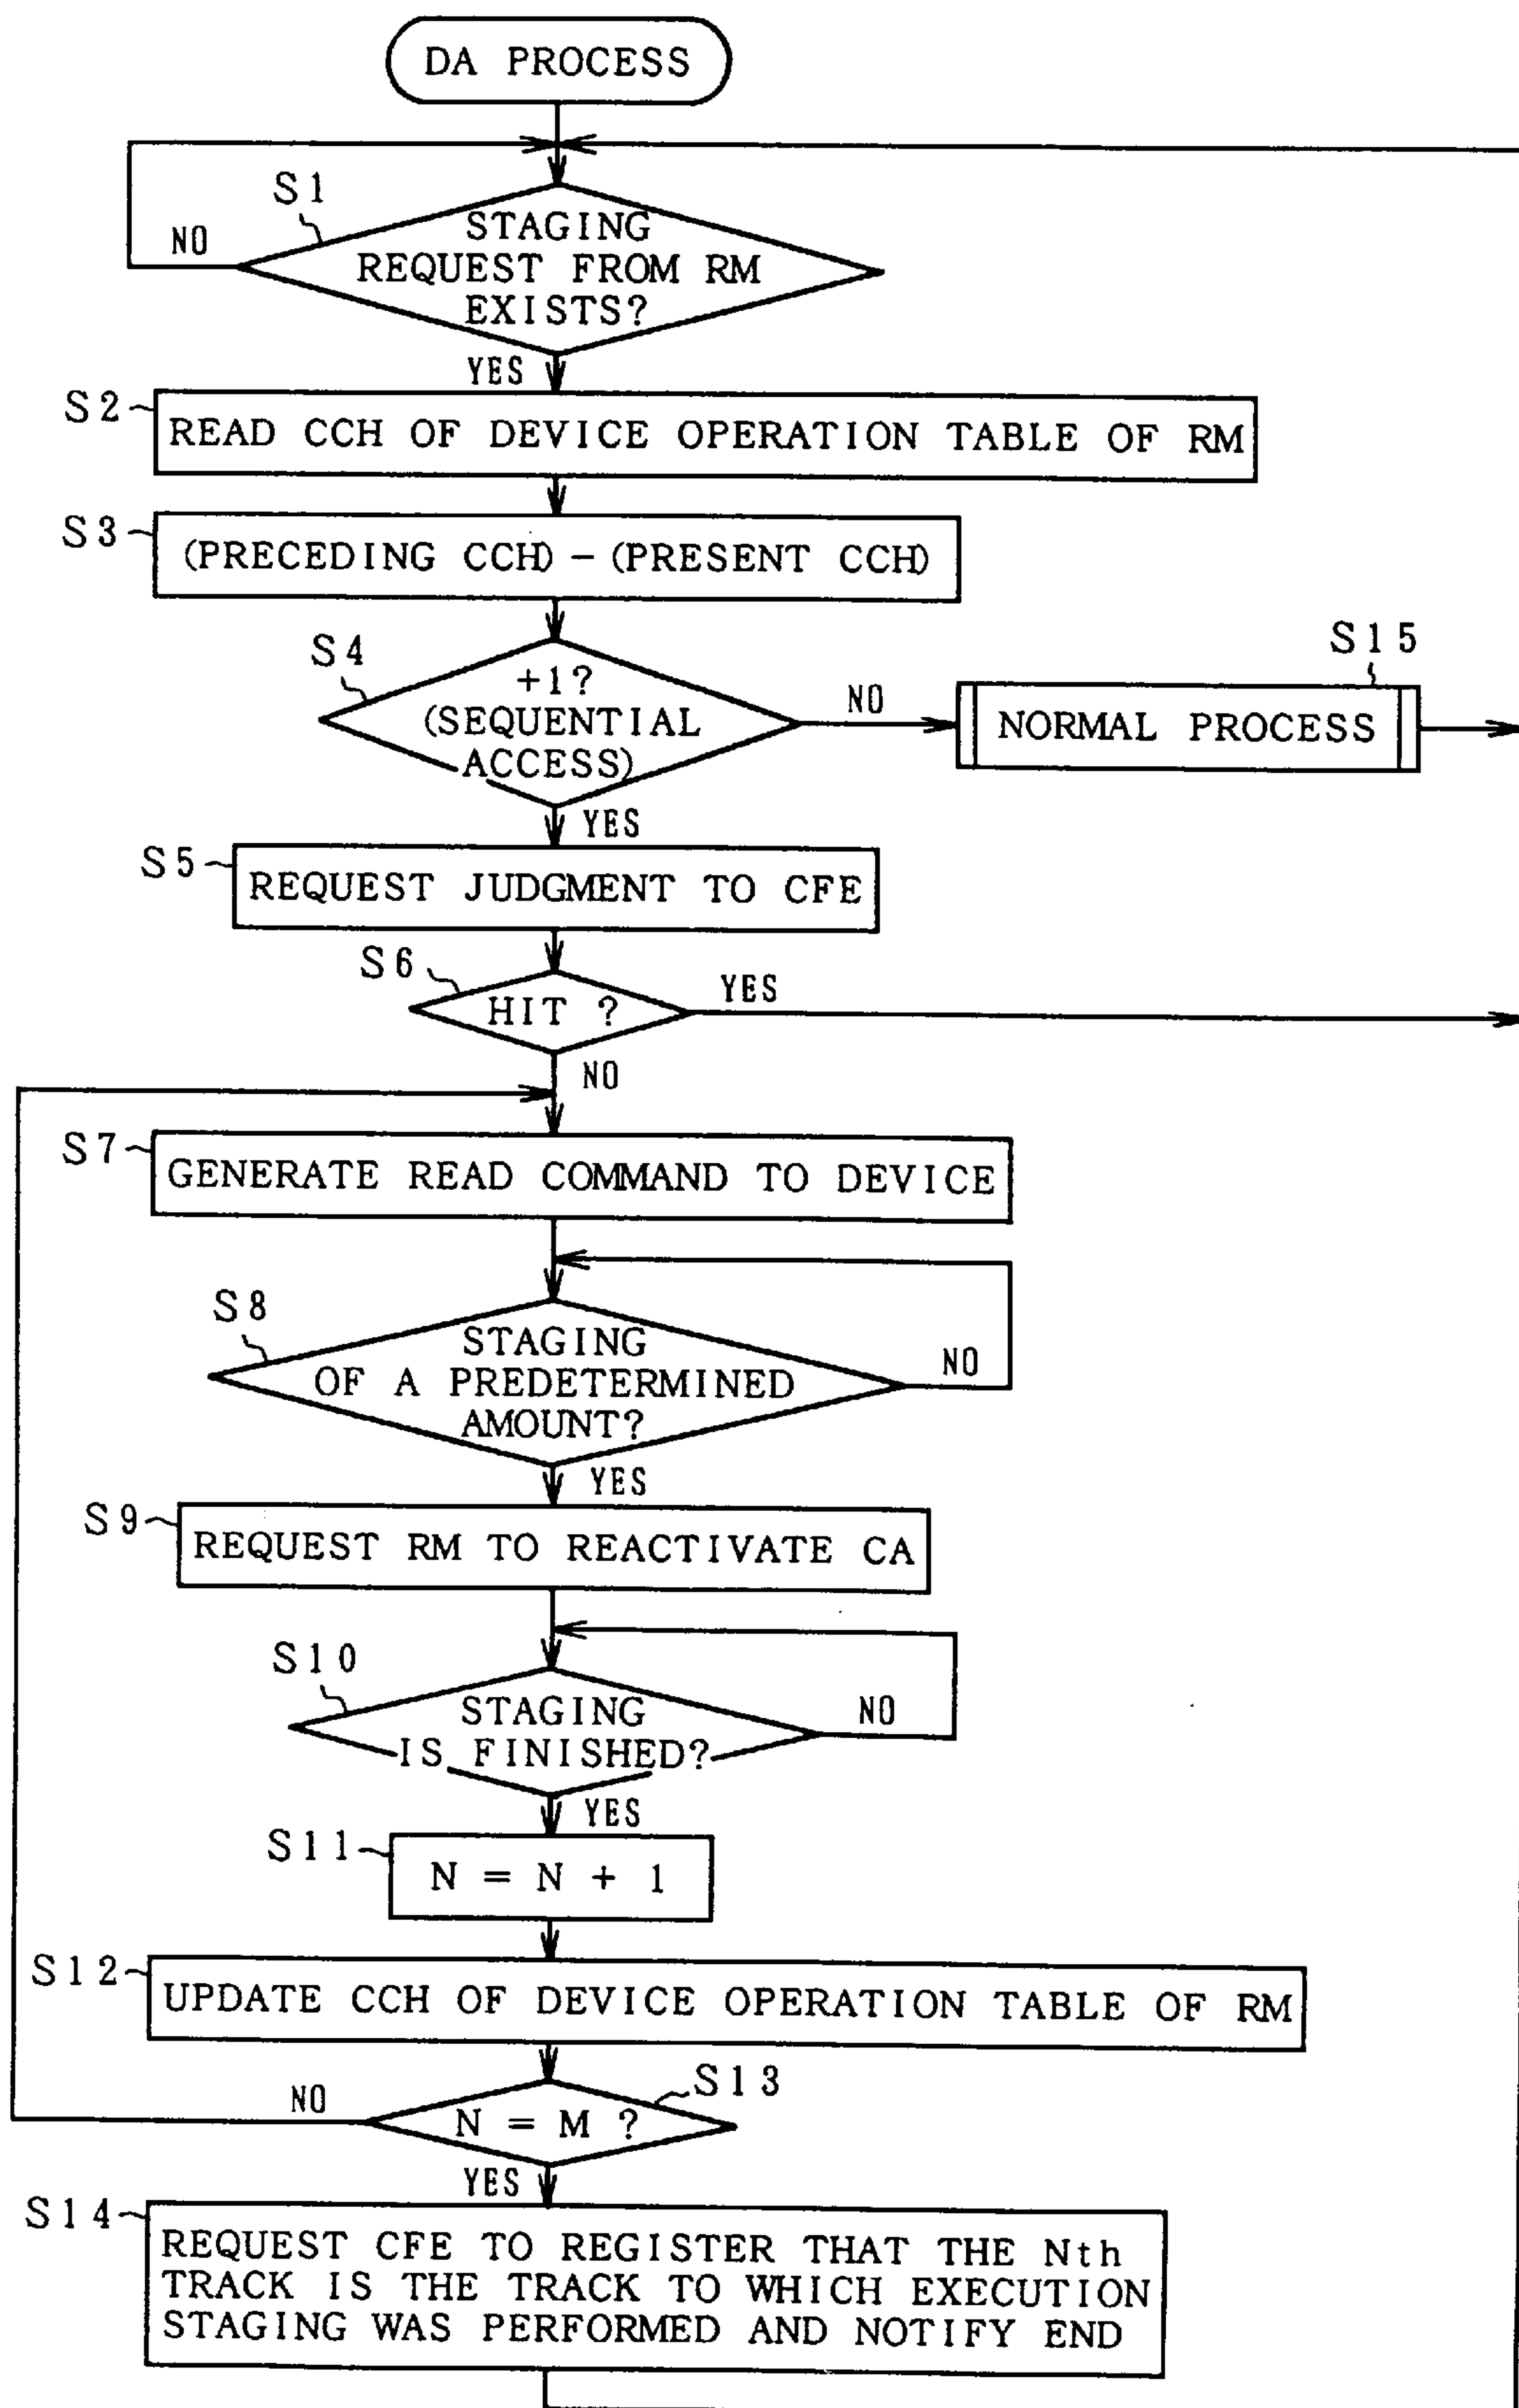 DA PROCESS
S1
STAGING
REQUEST FROM RM
EXISTS?
NO
YES
S2
READ CCH OF DEVICE OPERATION TABLE OF RM
S3
(PRECEDING CCH) - (PRESENT CCH)
S4
+1?
(SEQUENTIAL
ACCESS)
NO
S15
NORMAL PROCESS
YES
S5
REQUEST JUDGMENT TO CFE
S6
HIT ?
YES
NO
S7
GENERATE READ COMMAND TO DEVICE
S8
STAGING
OF A PREDETERMINED
AMOUNT?
NO
YES
S9
REQUEST RM TO REACTIVATE CA
S10
STAGING
IS FINISHED?
NO
YES
S11
N = N + 1
S12
UPDATE CCH OF DEVICE OPERATION TABLE OF RM
S13
N = M ?
NO
YES
S14
REQUEST CFE TO REGISTER THAT THE Nth
TRACK IS THE TRACK TO WHICH EXECUTION
STAGING WAS PERFORMED AND NOTIFY END